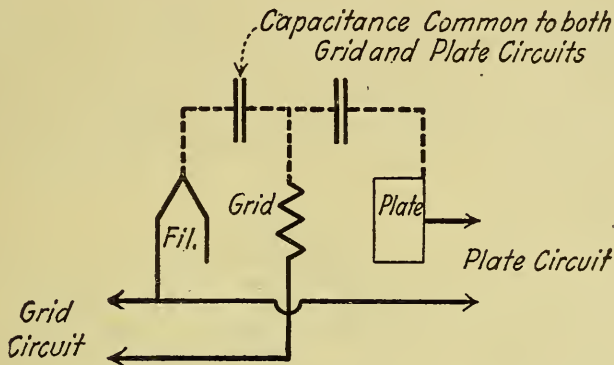 Capacitance Common to both
Grid and Plate Circuits
Grid
Plate
Fil.
Plate Circuit
Grid
Circuit